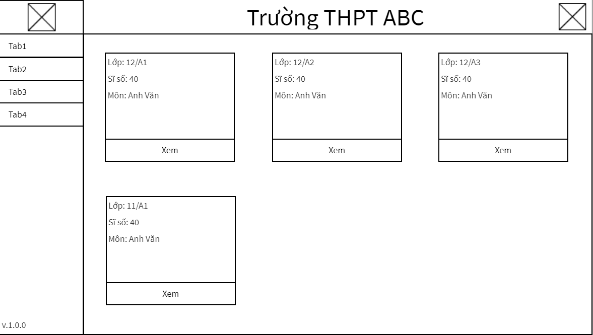 Trường THPT ABC
Tab1
Tab2
Tab3
Tab4
v.1.0.0
Lớp: 12/A1
Sĩ số: 40
Môn: Anh Văn
Xem
Lớp: 12/A2
Sĩ số: 40
Môn: Anh Văn
Xem
Lớp: 12/A3
Sĩ số: 40
Môn: Anh Văn
Xem
Lớp: 11/A1
Sĩ số: 40
Môn: Anh Văn
Xem